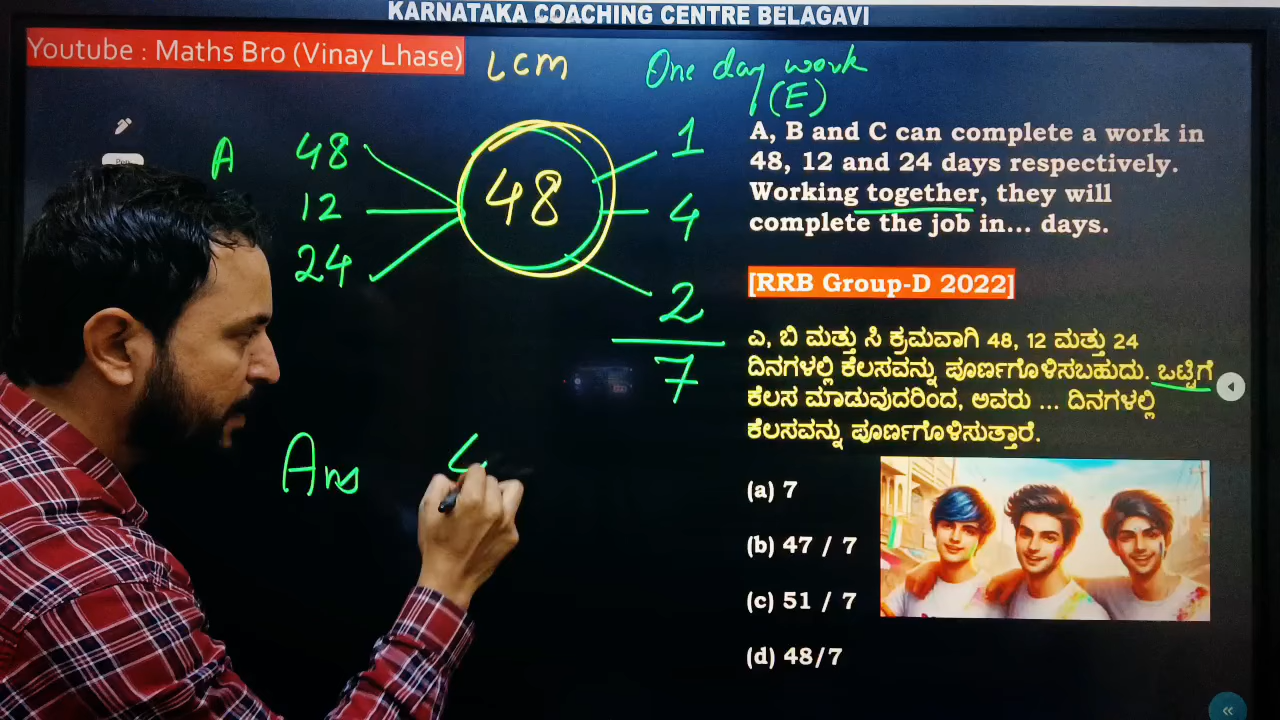 KARNATAKA COACHING CENTRE BELAGAVI
Youtube : Maths Bro (Vinay Lhase)
LCM
One day work
(E)
A 48
12
24
48
1
4
2
7
Ans 4
A, B and C can complete a work in
48, 12 and 24 days respectively.
Working together, they will
complete the job in... days.
[RRB Group-D 2022]
ಎ, ಬಿ ಮತ್ತು ಸಿ ಕ್ರಮವಾಗಿ 48, 12 ಮತ್ತು 24
ದಿನಗಳಲ್ಲಿ ಕೆಲಸವನ್ನು ಪೂರ್ಣಗೊಳಿಸಬಹುದು. ಒಟ್ಟಿಗೆ
ಕೆಲಸ ಮಾಡುವುದರಿಂದ, ಅವರು ... ದಿನಗಳಲ್ಲಿ
ಕೆಲಸವನ್ನು ಪೂರ್ಣಗೊಳಿಸುತ್ತಾರೆ.
(a) 7
(b) 47 / 7
(c) 51 / 7
(d) 48/7